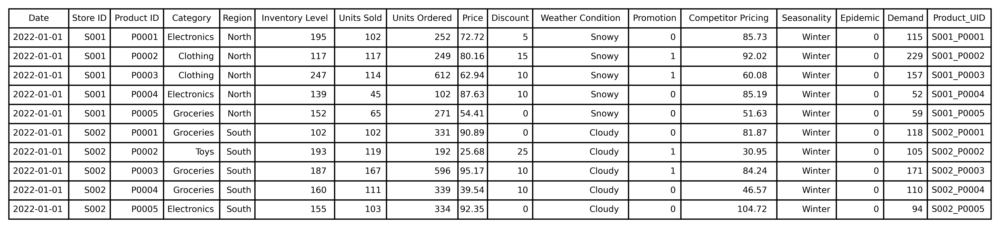 Date Store ID Product ID Category Region Inventory Level Units Sold Units Ordered Price Discount Weather Condition Promotion Competitor Pricing Seasonality Epidemic Demand Product_UID
2022-01-01 S001 P0001 Electronics North 195 102 252 72.72 5 Snowy 0 85.73 Winter 0 115 S001_P0001
2022-01-01 S001 P0002 Clothing North 117 117 249 80.16 15 Snowy 1 92.02 Winter 0 229 S001_P0002
2022-01-01 S001 P0003 Clothing North 247 114 612 62.94 10 Snowy 1 60.08 Winter 0 157 S001_P0003
2022-01-01 S001 P0004 Electronics North 139 45 102 87.63 10 Snowy 0 85.19 Winter 0 52 S001_P0004
2022-01-01 S001 P0005 Groceries North 152 65 271 54.41 0 Snowy 0 51.63 Winter 0 59 S001_P0005
2022-01-01 S002 P0001 Groceries South 102 102 331 90.89 0 Cloudy 0 81.87 Winter 0 118 S002_P0001
2022-01-01 S002 P0002 Toys South 193 119 192 25.68 25 Cloudy 1 30.95 Winter 0 105 S002_P0002
2022-01-01 S002 P0003 Groceries South 187 167 596 95.17 10 Cloudy 1 84.24 Winter 0 171 S002_P0003
2022-01-01 S002 P0004 Groceries South 160 111 339 39.54 10 Cloudy 0 46.57 Winter 0 110 S002_P0004
2022-01-01 S002 P0005 Electronics South 155 103 334 92.35 0 Cloudy 0 104.72 Winter 0 94 S002_P0005